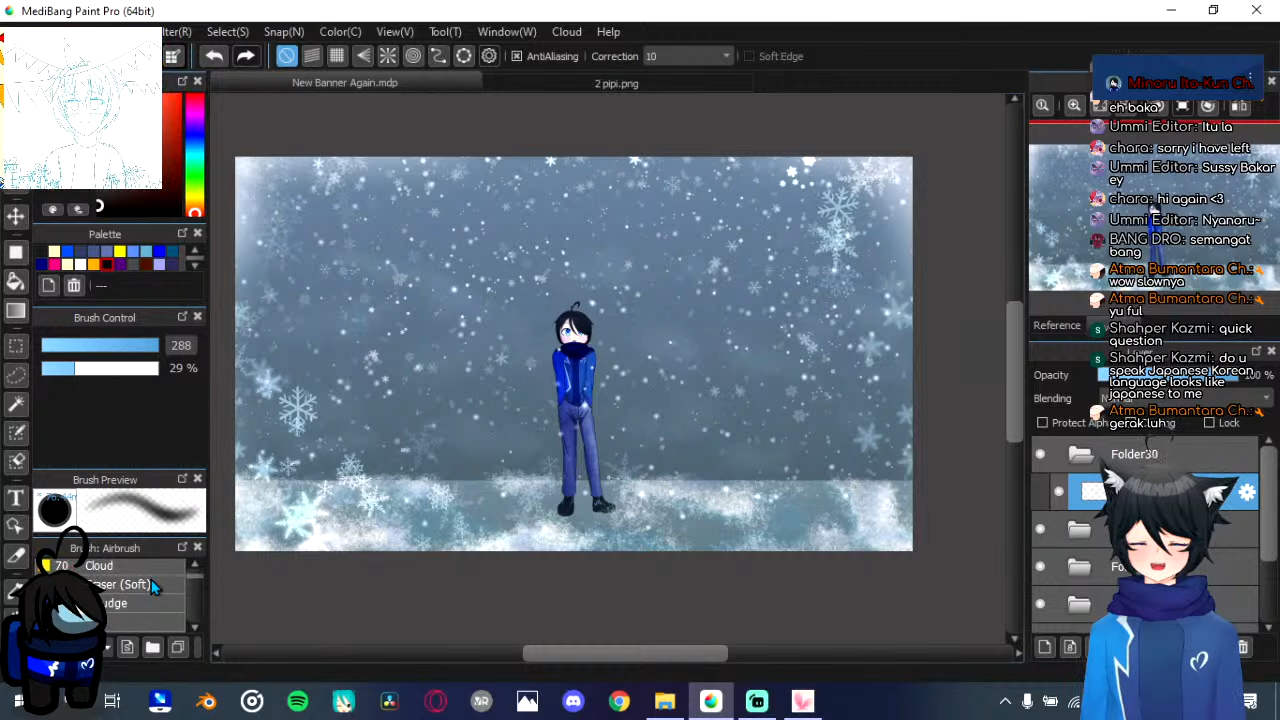 MediBang Paint Pro (64bit)
lter(R) Select(S) Snap(N) Color(C) View(V) Tool(T) Window(W) Cloud Help
AntiAliasing Correction 10 Soft Edge
New Banner Again.mdp 2 pipi.png
Minoru Ito-Kun Ch.
eh baka
Ummi Editor: Itu la
chara: sorry i have left
Ummi Editor: Sussy Bakar
ey
chara: hi again <3
Ummi Editor: Nyanoru~
BANG DRO: semangat
bang
Atma Bumantara Ch.:
wow slownya
Atma Bumantara Ch.:
yu ful
Shahper Kazmi: quick
question
Shahper Kazmi: do u
speak Japanese Korean
language looks like
japanese to me
Atma Bumantara Ch.:
gerak luh
Palette
---
Brush Control
288
29 %
Brush Preview
Brush: Airbrush
70 Cloud
Eraser (Soft)
udge
Reference
Opacity 100 %
Blending
Protect Alph Lock
Folder30
Fo